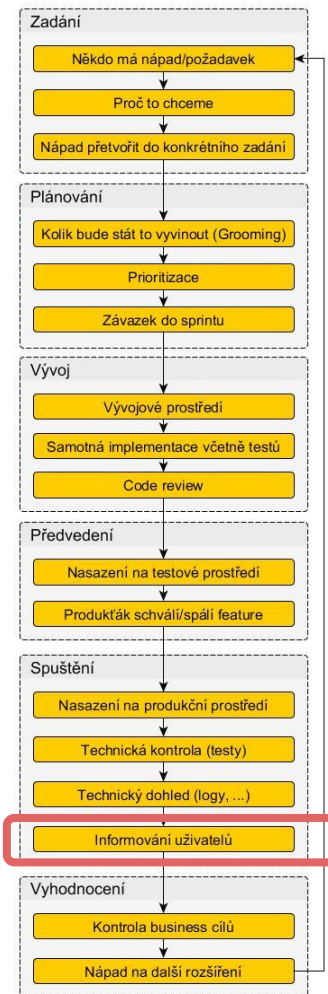 Zadání
Někdo má nápad/požadavek
Proč to chceme
Nápad přetvořit do konkrétního zadání
Plánování
Kolik bude stát to vyvinout (Grooming)
Prioritizace
Závazek do sprintu
Vývoj
Vývojové prostředí
Samotná implementace včetně testů
Code review
Předvedení
Nasazení na testové prostředí
Produkťák schválí/spálí feature
Spuštění
Nasazení na produkční prostředí
Technická kontrola (testy)
Technický dohled (logy, ...)
Informování uživatelů
Vyhodnocení
Kontrola business cílů
Nápad na další rozšíření